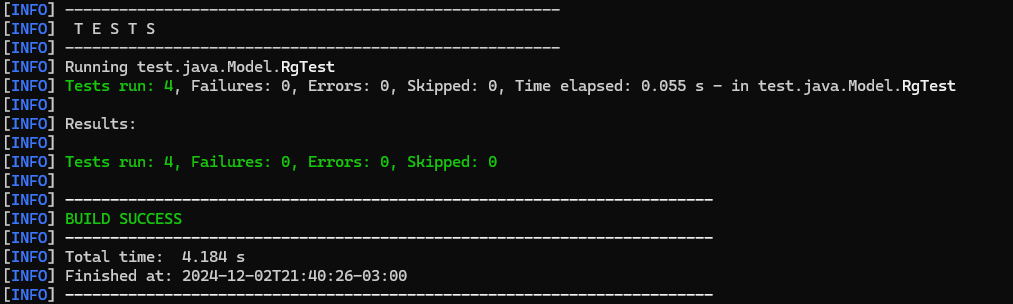 [INFO] -------------------------------------------------------
[INFO]  T E S T S
[INFO] -------------------------------------------------------
[INFO] Running test.java.Model.RgTest
[INFO] Tests run: 4, Failures: 0, Errors: 0, Skipped: 0, Time elapsed: 0.055 s - in test.java.Model.RgTest
[INFO]
[INFO] Results:
[INFO]
[INFO] Tests run: 4, Failures: 0, Errors: 0, Skipped: 0
[INFO]
[INFO] ------------------------------------------------------------------------
[INFO] BUILD SUCCESS
[INFO] ------------------------------------------------------------------------
[INFO] Total time:  4.184 s
[INFO] Finished at: 2024-12-02T21:40:26-03:00
[INFO] ------------------------------------------------------------------------